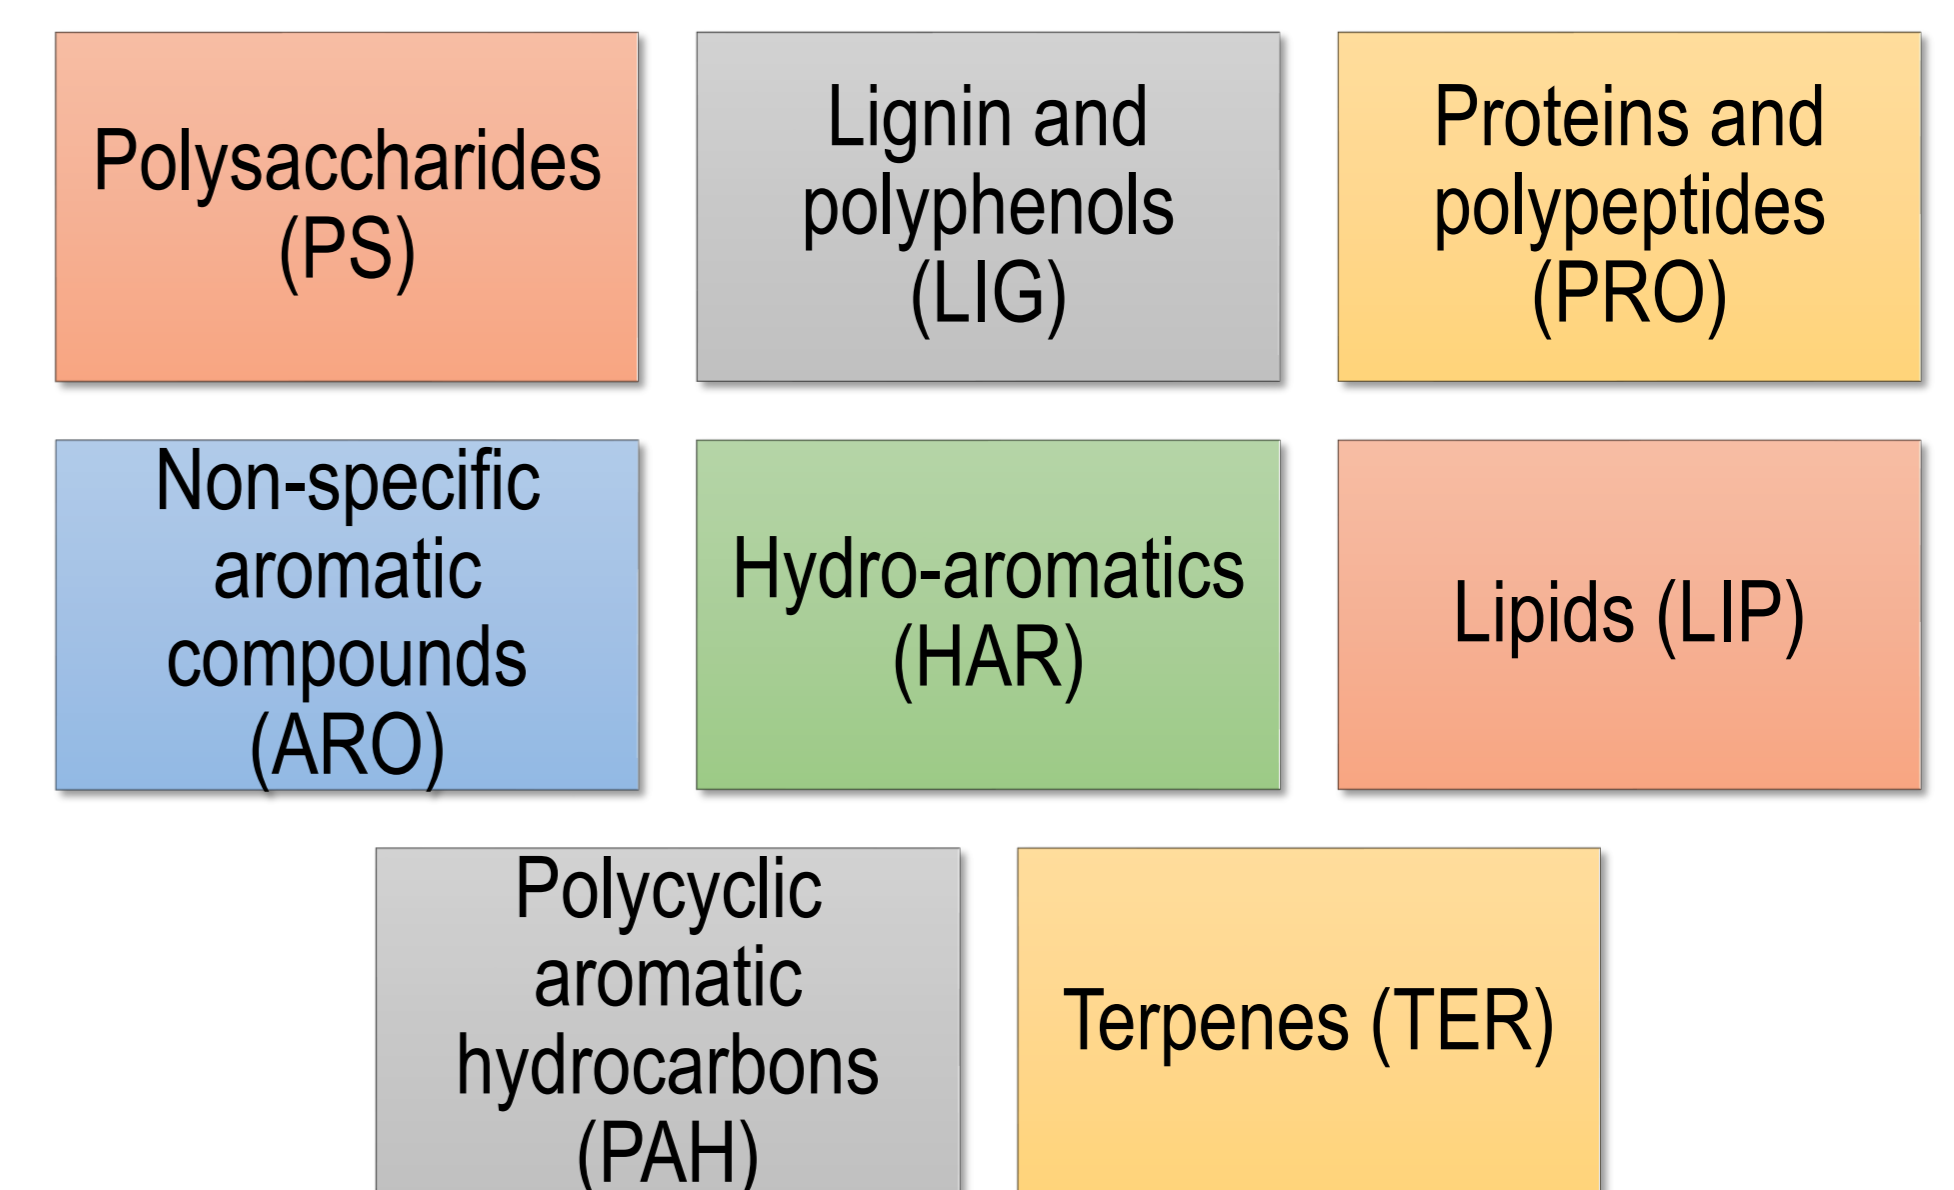 Polysaccharides
(PS)
Lignin and
polyphenols
(LIG)
Proteins and
polypeptides
(PRO)
Non-specific
aromatic
compounds
(ARO)
Hydro-aromatics
(HAR)
Lipids (LIP)
Polycyclic
aromatic
hydrocarbons
(PAH)
Terpenes (TER)